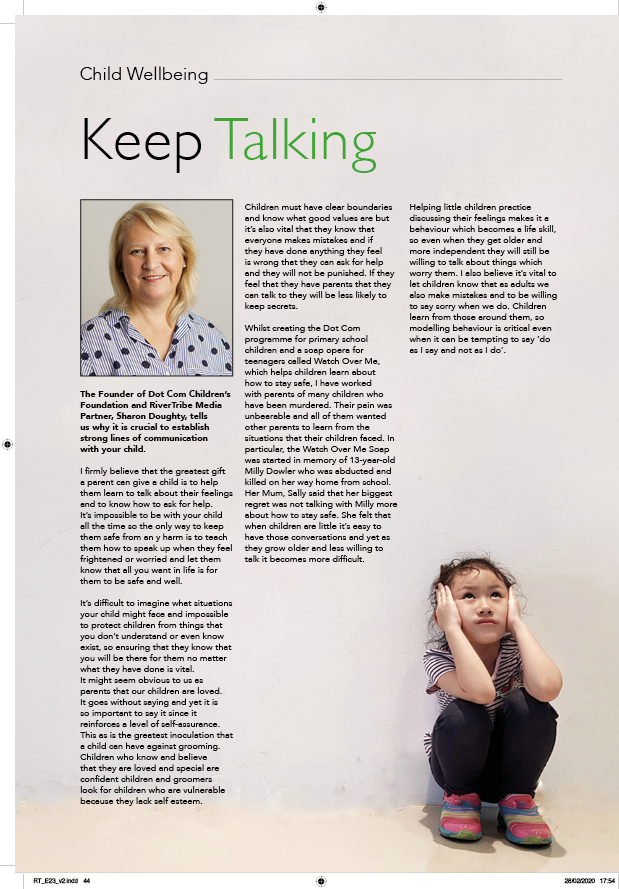 Child Wellbeing
Keep Talking
The Founder of Dot Com Children's
Foundation and RiverTribe Media
Partner, Sharon Doughty, tells
us why it is crucial to establish
strong lines of communication
with your child.
I firmly believe that the greatest gift
a parent can give a child is to help
them learn to talk about their feelings
and to know how to ask for help.
It's impossible to be with your child
all the time so the only way to keep
them safe from an y harm is to teach
them how to speak up when they feel
frightened or worried and let them
know that all you want in life is for
them to be safe and well.
It's difficult to imagine what situations
your child might face and impossible
to protect children from things that
you don't understand or even know
exist, so ensuring that they know that
you will be there for them no matter
what they have done is vital.
It might seem obvious to us as
parents that our children are loved.
It goes without saying and yet it is
so important to say it since it
reinforces a level of self-assurance.
This as is the greatest inoculation that
a child can have against grooming.
Children who know and believe
that they are loved and special are
confident children and groomers
look for children who are vulnerable
because they lack self esteem.
Children must have clear boundaries
and know what good values are but
it's also vital that they know that
everyone makes mistakes and if
they have done anything they feel
is wrong that they can ask for help
and they will not be punished. If they
feel that they have parents that they
can talk to they will be less likely to
keep secrets.
Whilst creating the Dot Com
programme for primary school
children and a soap opera for
teenagers called Watch Over Me,
which helps children learn about
how to stay safe, I have worked
with parents of many children who
have been murdered. Their pain was
unbearable and all of them wanted
other parents to learn from the
situations that their children faced. In
particular, the Watch Over Me Soap
was started in memory of 13-year-old
Milly Dowler who was abducted and
killed on her way home from school.
Her Mum, Sally said that her biggest
regret was not talking with Milly more
about how to stay safe. She felt that
when children are little it's easy to
have those conversations and yet as
they grow older and less willing to
talk it becomes more difficult.
Helping little children practice
discussing their feelings makes it a
behaviour which becomes a life skill,
so even when they get older and
more independent they will still be
willing to talk about things which
worry them. I also believe it's vital to
let children know that as adults we
also make mistakes and to be willing
to say sorry when we do. Children
learn from those around them, so
modelling behaviour is critical even
when it can be tempting to say 'do
as I say and not as I do'.
RT_E23_v2.indd 44
28/02/2020 17:54